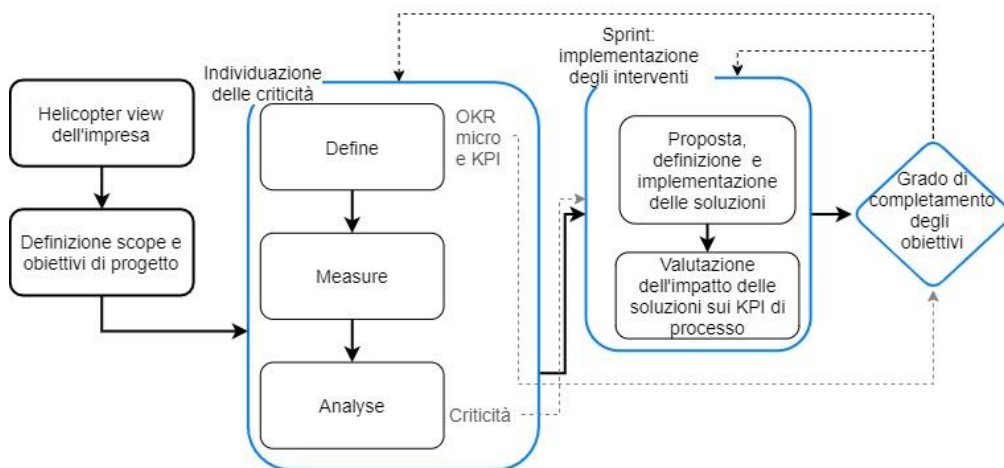 Helicopter view
dell'impresa
Definizione scope e
obiettivi di progetto
Individuazione
delle criticità
Define
OKR
micro
e KPI
Measure
Analyse
Criticità
Sprint:
implementazione
degli interventi
Proposta,
definizione e
implementazione
delle soluzioni
Valutazione
dell'impatto delle
soluzioni sui KPI di
processo
Grado di
completamento
degli
obiettivi